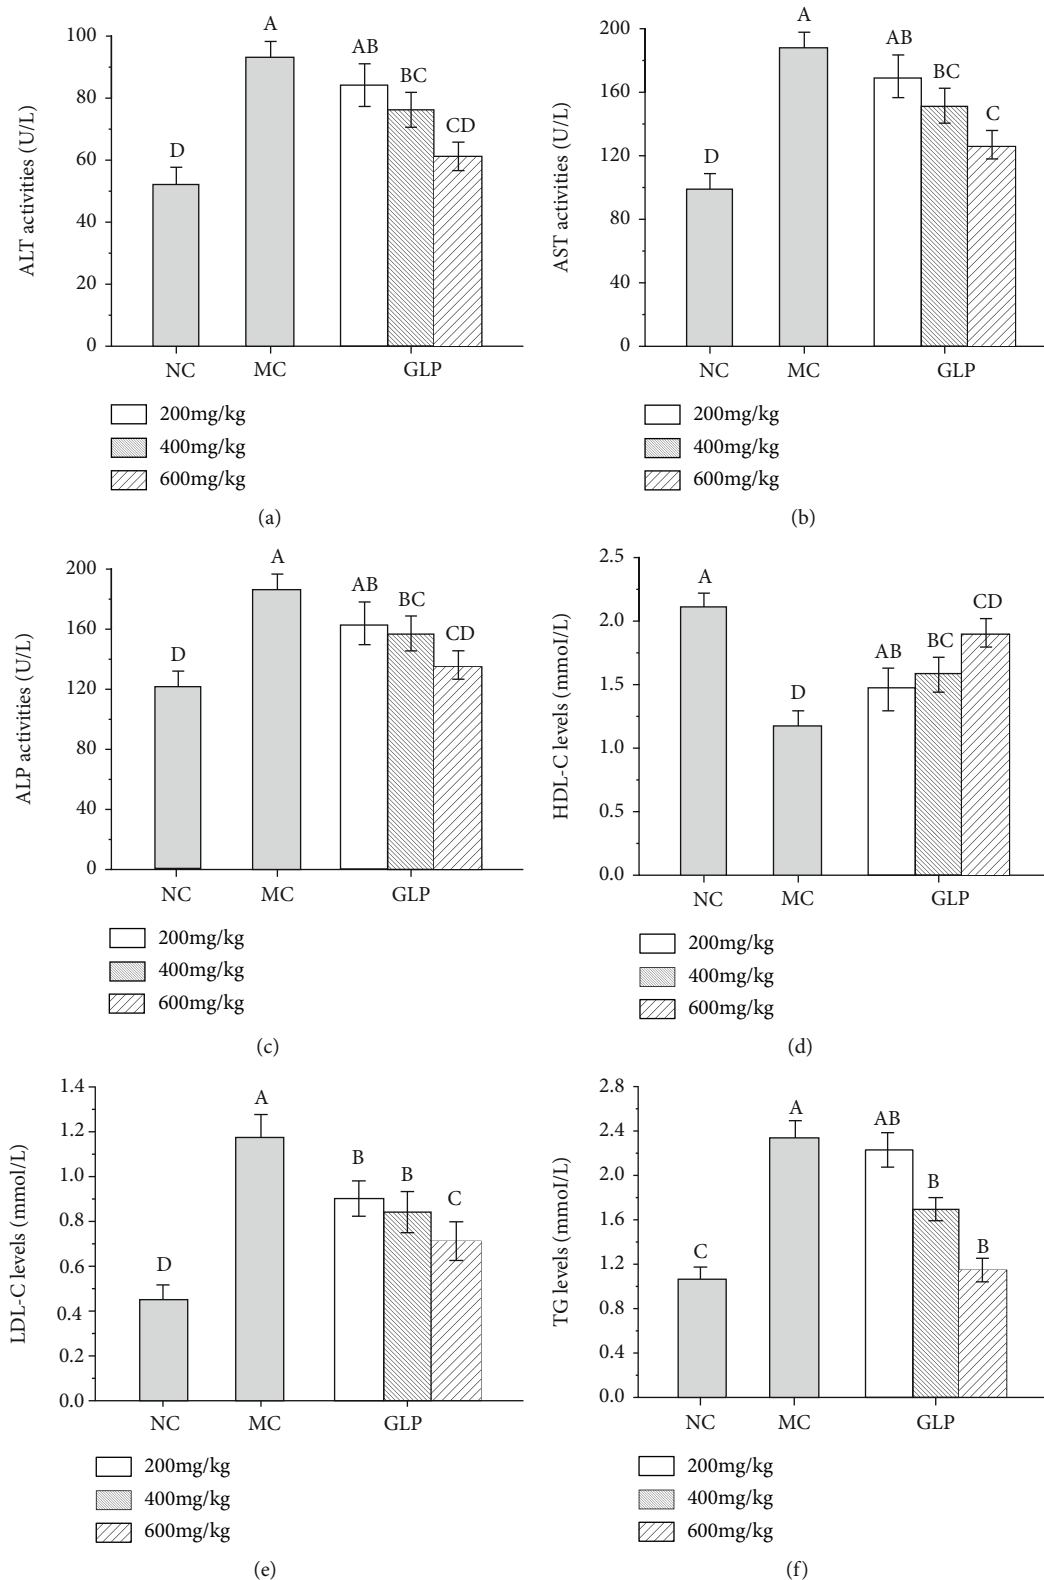 A
AB
BC
CD
D
100
80
60
40
20
0
ALT activities (U/L)
NC MC GLP
200mg/kg
400mg/kg
600mg/kg
(a)
A
AB
BC
C
D
200
160
120
80
40
0
AST activities (U/L)
NC MC GLP
200mg/kg
400mg/kg
600mg/kg
(b)
A
AB
BC
CD
D
200
160
120
80
40
0
ALP activities (U/L)
NC MC GLP
200mg/kg
400mg/kg
600mg/kg
(c)
A
CD
BC
AB
D
2.5
2.0
1.5
1.0
0.5
0.0
HDL-C levels (mmoI/L)
NC MC GLP
200mg/kg
400mg/kg
600mg/kg
(d)
A
B B
C
D
1.4
1.2
1.0
0.8
0.6
0.4
0.2
0.0
LDL-C levels (mmol/L)
NC MC GLP
200mg/kg
400mg/kg
600mg/kg
(e)
A
AB
B
B
C
2.8
2.4
2.0
1.6
1.2
0.8
0.4
0.0
TG levels (mmoI/L)
NC MC GLP
200mg/kg
400mg/kg
600mg/kg
(f)